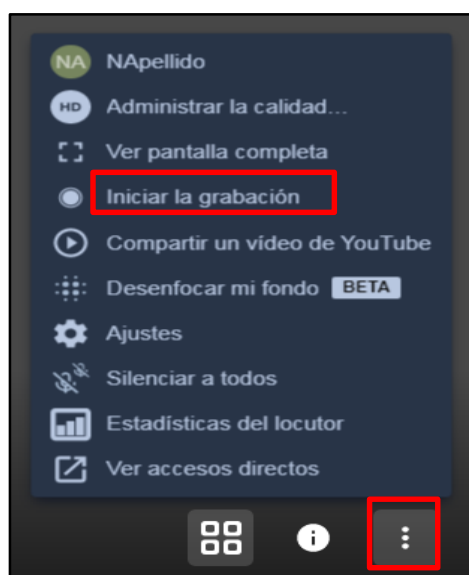 NA NApellido
HD Administrar la calidad...
Ver pantalla completa
Iniciar la grabación
Compartir un vídeo de YouTube
Desenfocar mi fondo BETA
Ajustes
Silenciar a todos
Estadísticas del locutor
Ver accesos directos